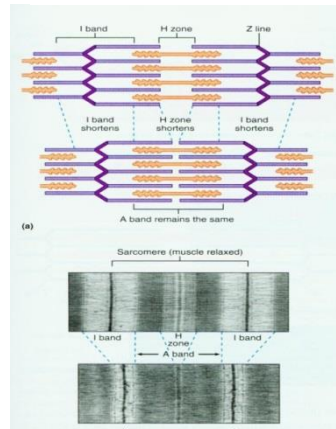 I band
H zone
Z line
I band
shortens
H zone
shortens
I band
shortens
A band remains the same
(a)
Sarcomere (muscle relaxed)
I band
H
zone
I band
A band